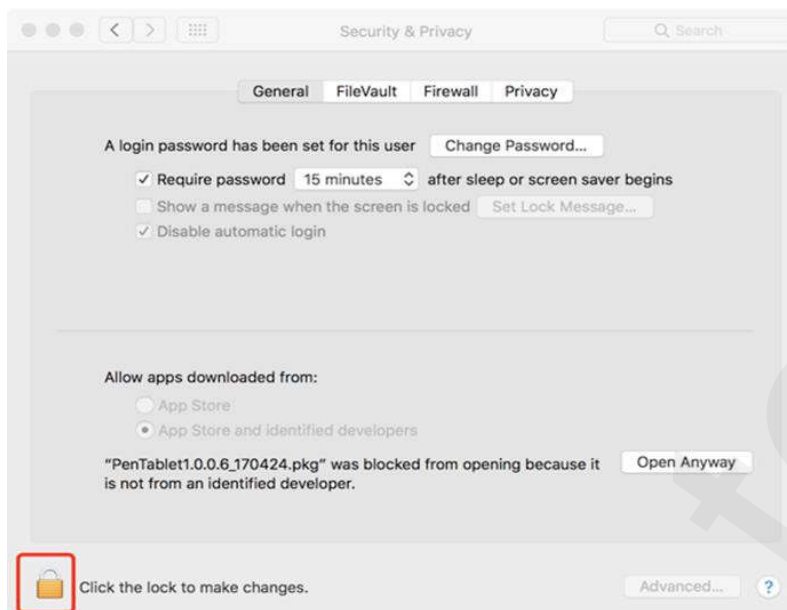 Security & Privacy
Search
General FileVault Firewall Privacy
A login password has been set for this user Change Password...
Require password 15 minutes after sleep or screen saver begins
Show a message when the screen is locked Set Lock Message...
Disable automatic login
Allow apps downloaded from:
App Store
App Store and identified developers
"PenTablet1.0.0.6_170424.pkg" was blocked from opening because it Open Anyway
is not from an identified developer.
Click the lock to make changes. Advanced... ?